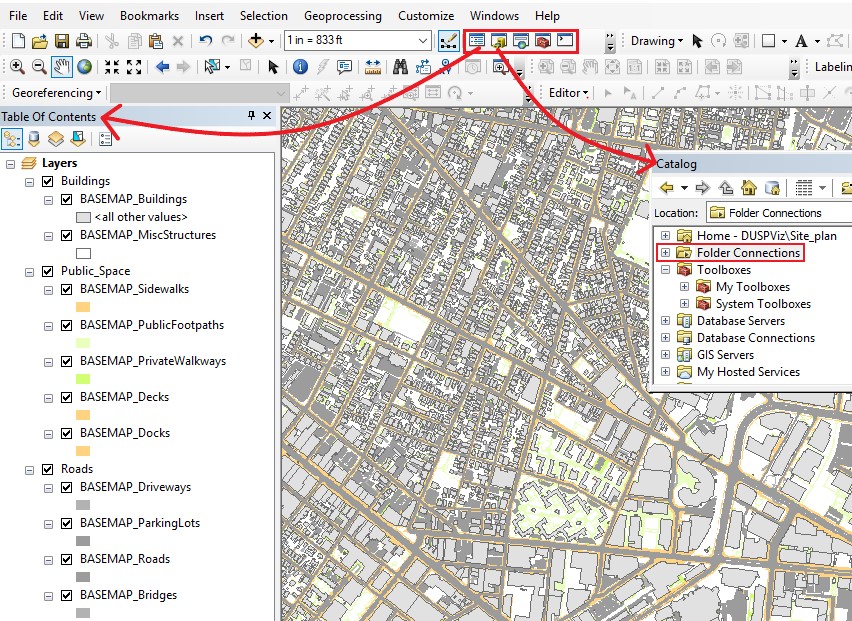 File Edit View Bookmarks Insert Selection Geoprocessing Customize Windows Help
1 in = 833 ft
Drawing
Labelin
Georeferencing
Editor
Table Of Contents
Layers
Buildings
BASEMAP_Buildings
<all other values>
BASEMAP_MiscStructures
Public_Space
BASEMAP_Sidewalks
BASEMAP_PublicFootpaths
BASEMAP_PrivateWalkways
BASEMAP_Decks
BASEMAP_Docks
Roads
BASEMAP_Driveways
BASEMAP_ParkingLots
BASEMAP_Roads
BASEMAP_Bridges
Catalog
Location: Folder Connections
Home - DUSPViz\Site_plan
Folder Connections
Toolboxes
My Toolboxes
System Toolboxes
Database Servers
Database Connections
GIS Servers
My Hosted Services